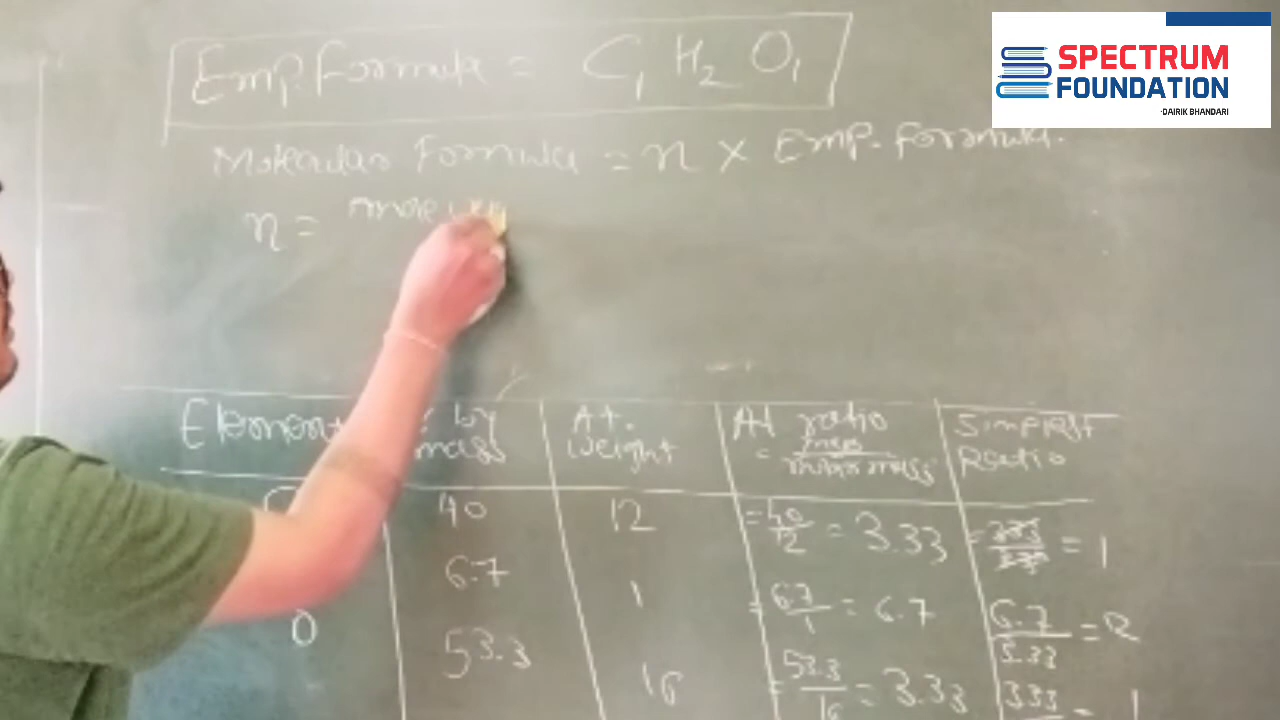 SPECTRUM
FOUNDATION
-DAIRIK BHANDARI
Emp Formula = C1 H2 O1
Molecular Formula = n × Emp. formula.
n =
Element
by mass
At. weight
At ratio = mass / molar mass
Simplest Ratio
40
12
= 40/12 = 3.33
= 3.33/3.33 = 1
6.7
1
= 6.7/1 = 6.7
6.7/3.33 = 2
O
53.3
16
= 53.3/16 = 3.33
3.33 = 1